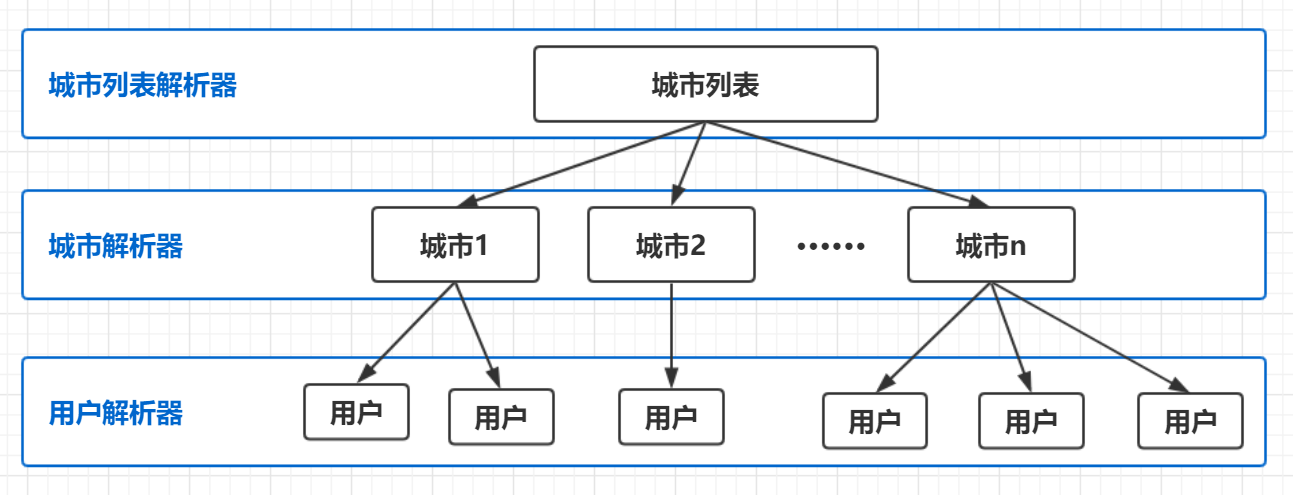 城市列表解析器
城市列表
城市解析器
城市1
城市2
……
城市n
用户解析器
用户
用户
用户
用户
用户
用户